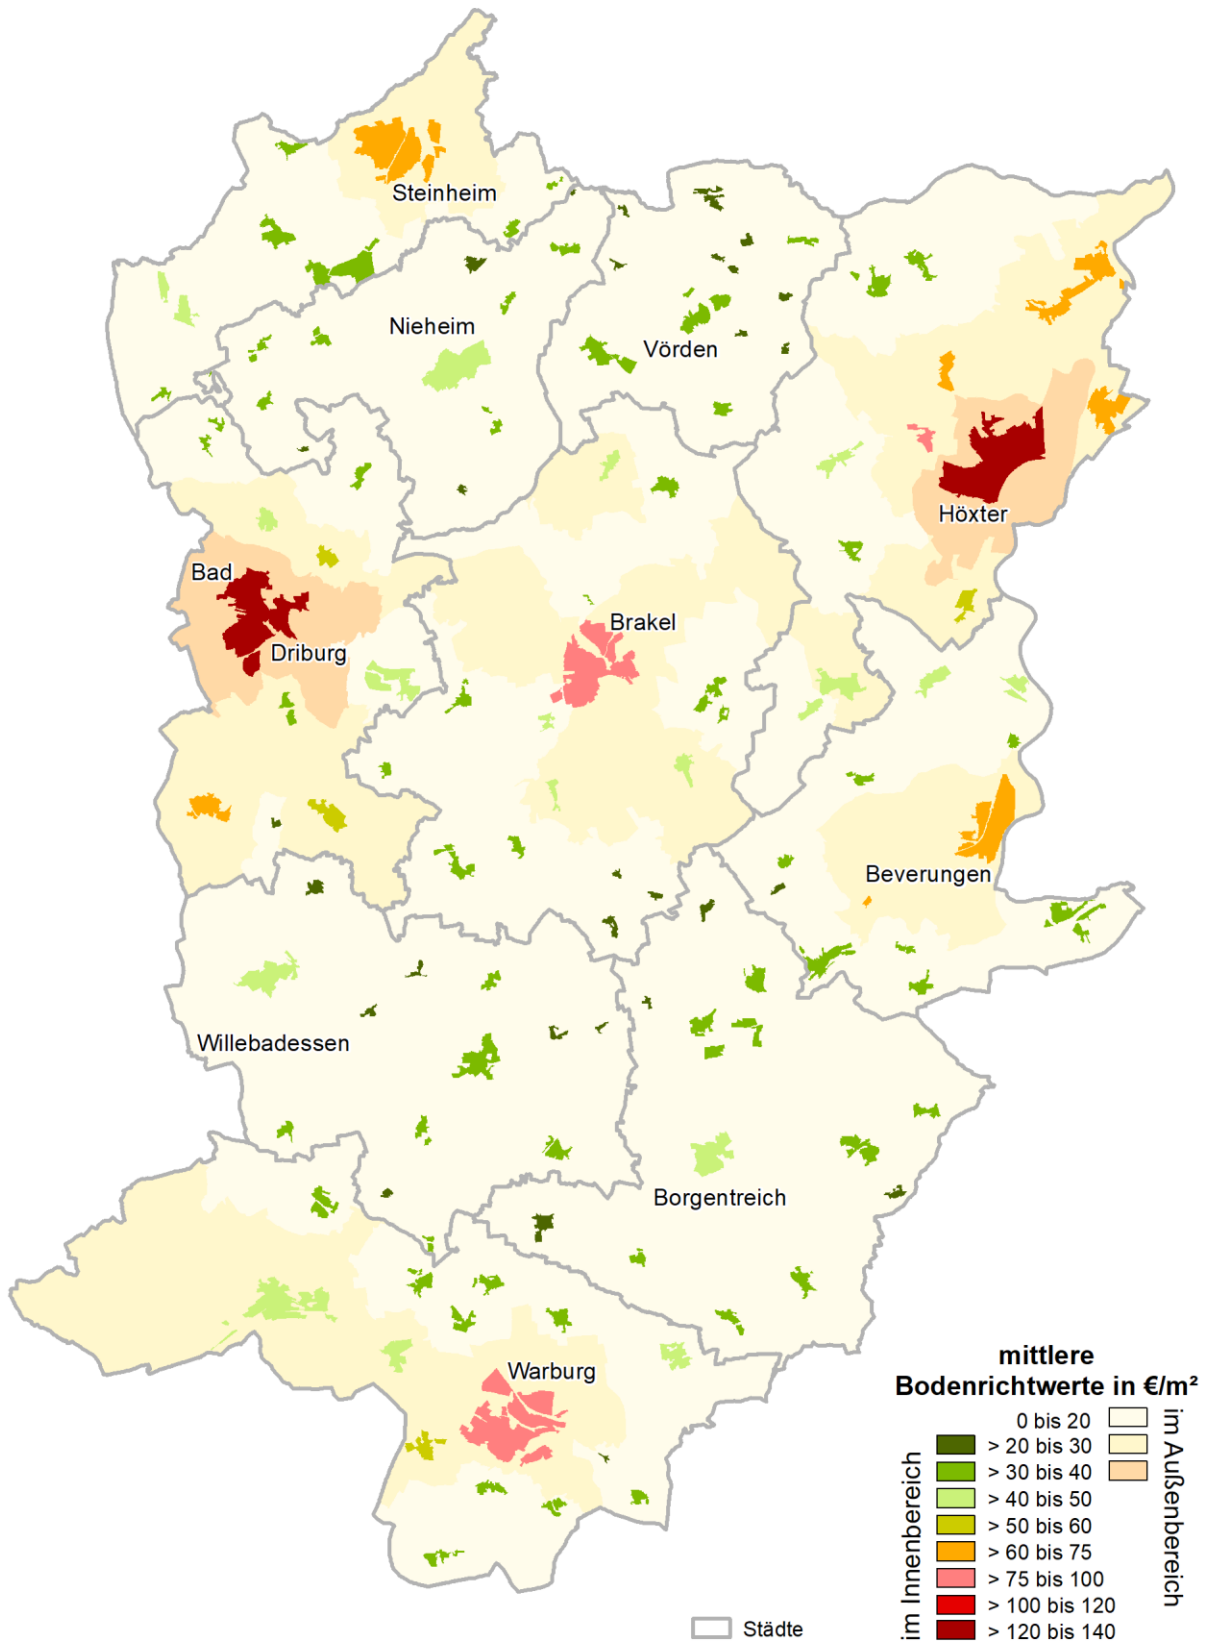 Steinheim
Nieheim
Vörden
Höxter
Bad
Driburg
Brakel
Beverungen
Willebadessen
Borgentreich
Warburg
mittlere
Bodenrichtwerte in €/m²
0 bis 20
> 20 bis 30
> 30 bis 40
> 40 bis 50
> 50 bis 60
> 60 bis 75
> 75 bis 100
> 100 bis 120
> 120 bis 140
im Innenbereich
im Außenbereich
Städte